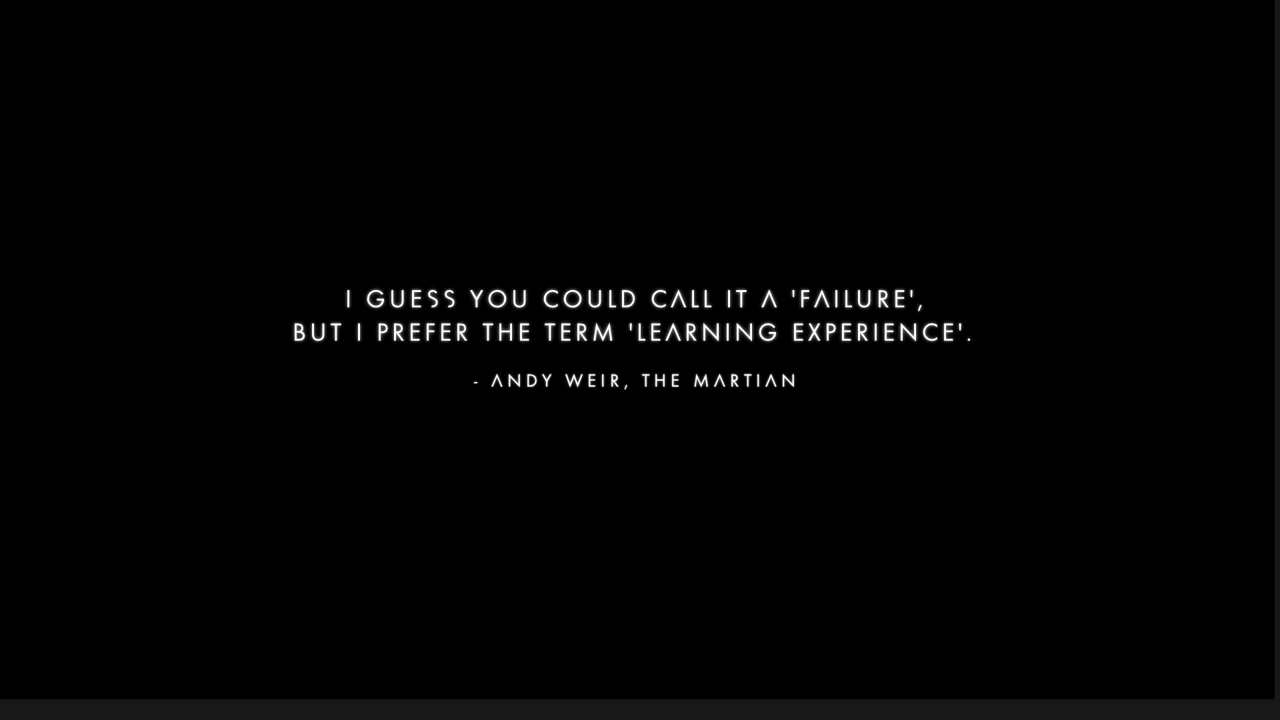 I GUESS YOU COULD CALL IT A 'FAILURE',
BUT I PREFER THE TERM 'LEARNING EXPERIENCE'.
- ANDY WEIR, THE MARTIAN